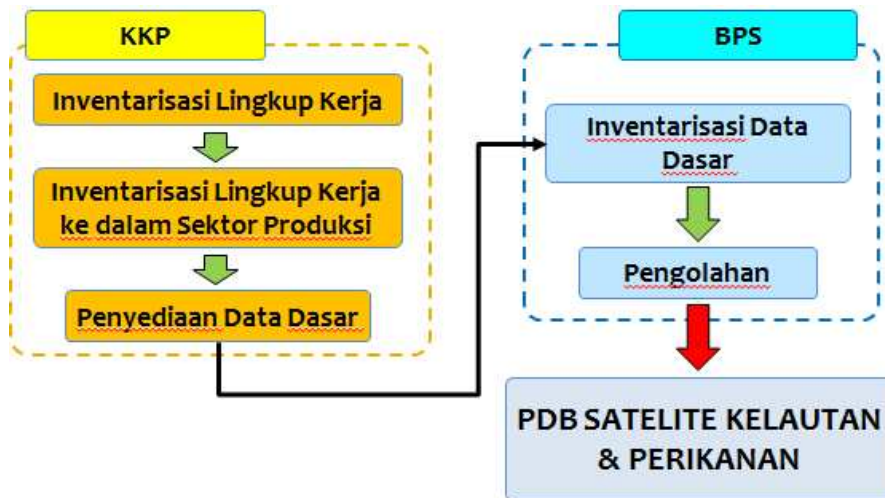 KKP
Inventarisasi Lingkup Kerja
Inventarisasi Lingkup Kerja
ke dalam Sektor Produksi
Penyediaan Data Dasar
BPS
Inventarisasi Data
Dasar
Pengolahan
PDB SATELITE KELAUTAN
& PERIKANAN